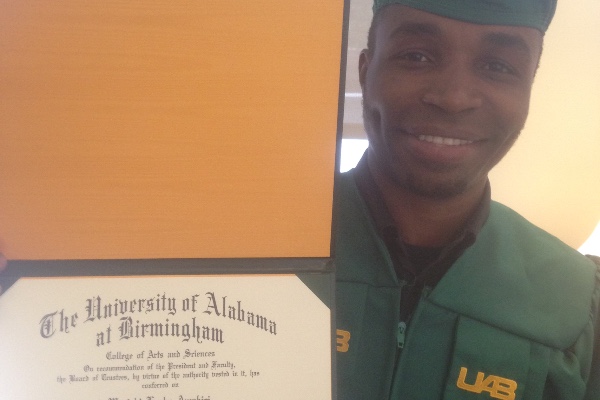 The University of Alabama
at Birmingham
College of Arts and Sciences
On recommendation of the President and Faculty,
the Board of Trustees, by virtue of the authority vested in it, has
conferred on
UAB